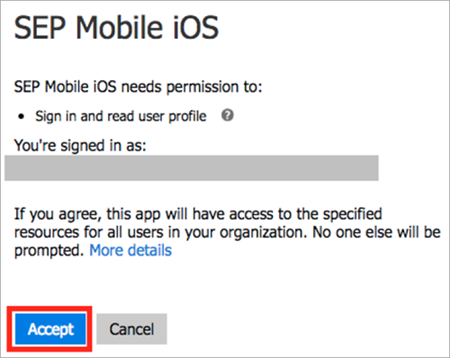 SEP Mobile iOS
SEP Mobile iOS needs permission to:
• Sign in and read user profile ?
You're signed in as:
If you agree, this app will have access to the specified
resources for all users in your organization. No one else will be
prompted. More details
Accept Cancel